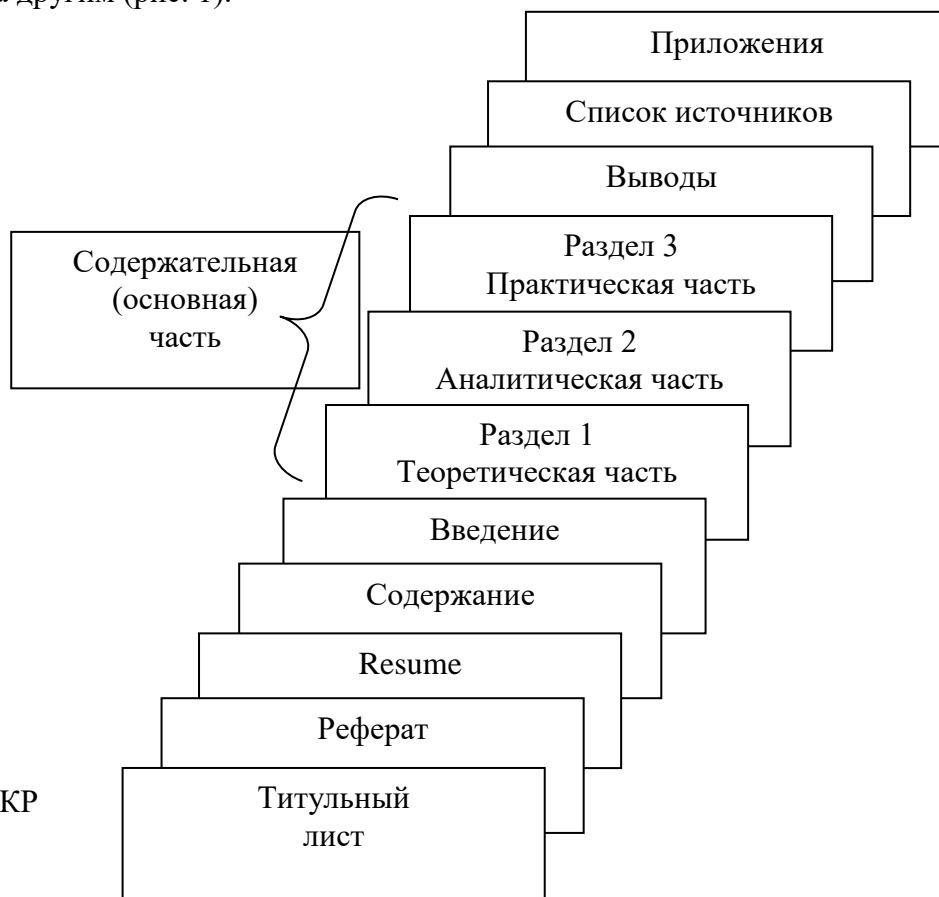 другим (рис. 1).
Приложения
Список источников
Выводы
Раздел 3
Практическая часть
Содержательная
(основная)
часть
Раздел 2
Аналитическая часть
Раздел 1
Теоретическая часть
Введение
Содержание
Resume
Реферат
КР
Титульный
лист